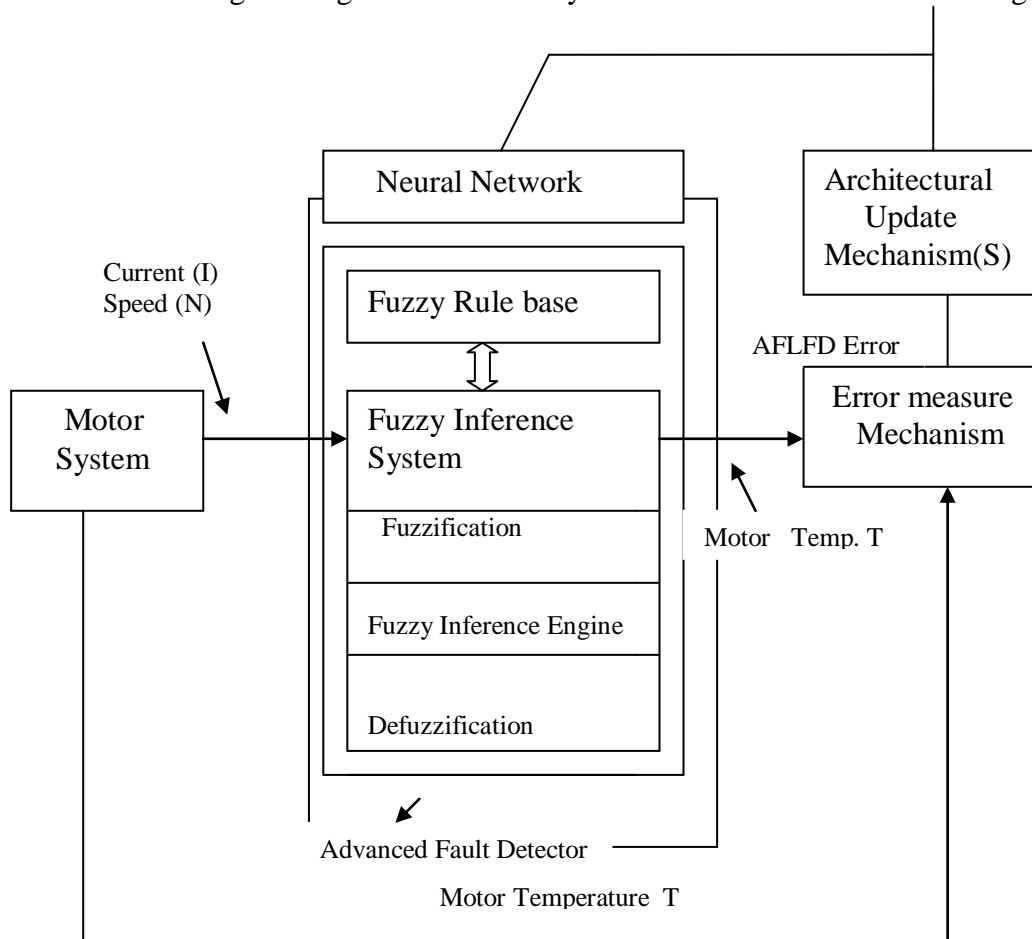 Neural Network
Architectural
Update
Mechanism(S)
Current (I)
Speed (N)
Fuzzy Rule base
AFLFD Error
Motor
System
Fuzzy Inference
System
Error measure
Mechanism
Fuzzification
Motor Temp. T
Fuzzy Inference Engine
Defuzzification
Advanced Fault Detector
Motor Temperature T